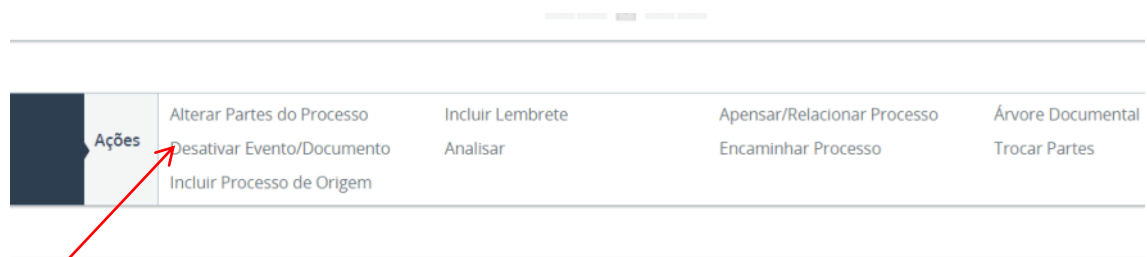 Alterar Partes do Processo Incluir Lembrete Apensar/Relacionar Processo Árvore Documental
Ações Desativar Evento/Documento Analisar Encaminhar Processo Trocar Partes
Incluir Processo de Origem